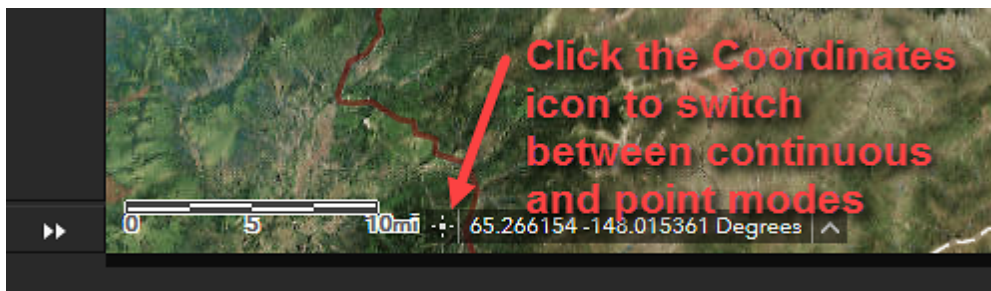 Click the Coordinates
icon to switch
between continuous
and point modes
0 5 10mi 65.266154 -148.015361 Degrees